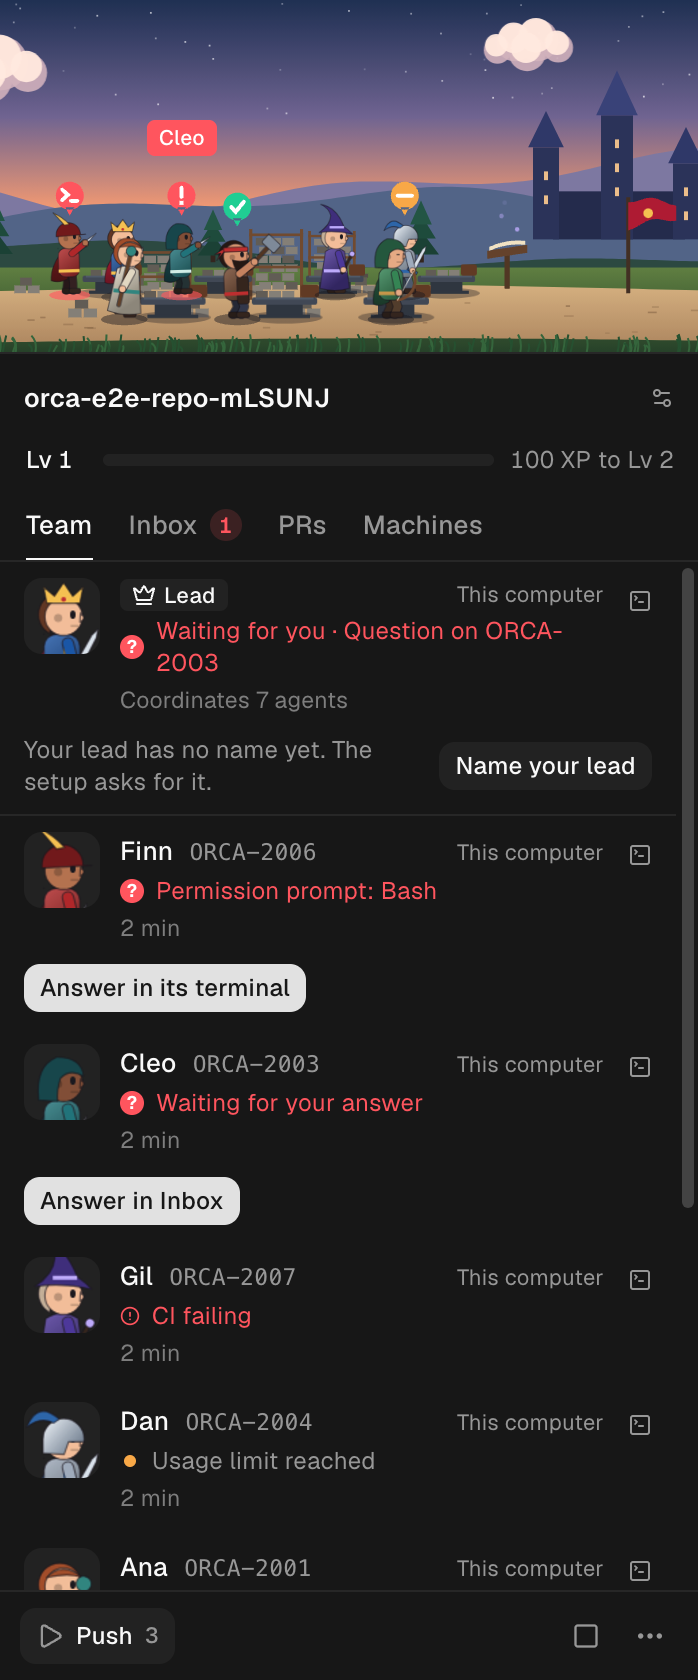 Cleo
orca-e2e-repo-mLSUNJ
Lv 1
100 XP to Lv 2
Team
Inbox 1
PRs
Machines
Lead
This computer
Waiting for you · Question on ORCA-
2003
Coordinates 7 agents
Your lead has no name yet. The
setup asks for it.
Name your lead
Finn ORCA-2006
This computer
Permission prompt: Bash
2 min
Answer in its terminal
Cleo ORCA-2003
This computer
Waiting for your answer
2 min
Answer in Inbox
Gil ORCA-2007
This computer
CI failing
2 min
Dan ORCA-2004
This computer
Usage limit reached
2 min
Ana ORCA-2001
This computer
Push 3